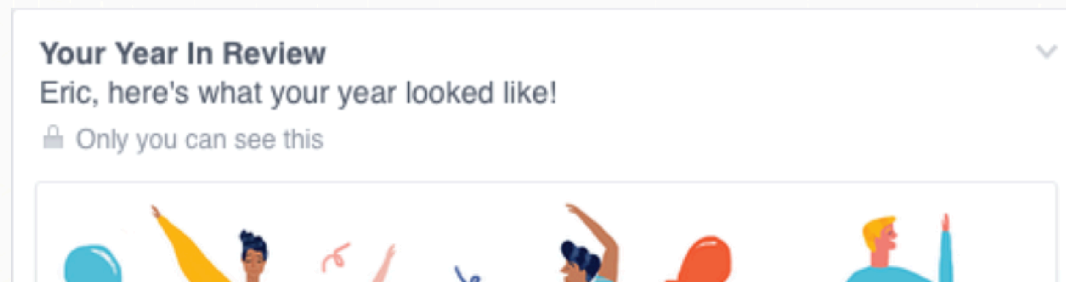 Your Year In Review
Eric, here's what your year looked like!
Only you can see this